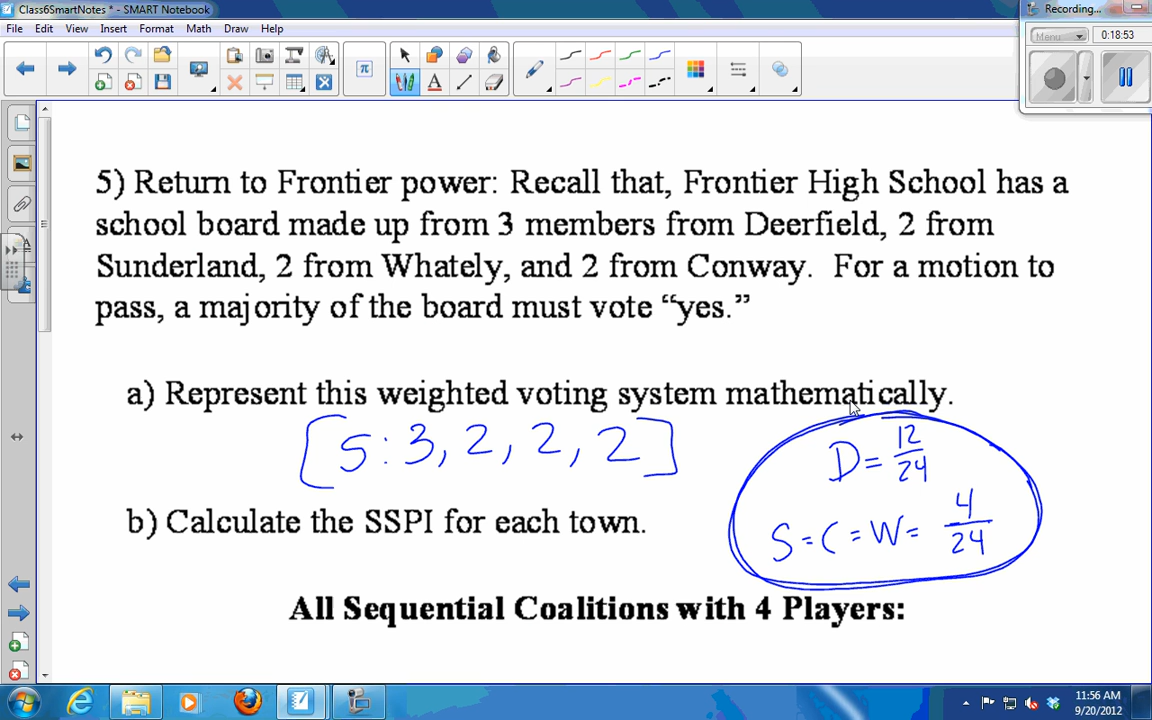 Class6SmartNotes * - SMART Notebook
Recording...
File Edit View Insert Format Math Draw Help
Menu
0:18:53
π
A
5) Return to Frontier power: Recall that, Frontier High School has a
school board made up from 3 members from Deerfield, 2 from
Sunderland, 2 from Whately, and 2 from Conway. For a motion to
pass, a majority of the board must vote “yes.”
a) Represent this weighted voting system mathematically.
[5: 3, 2, 2, 2]
D = 12/24
b) Calculate the SSPI for each town.
S = C = W = 4/24
All Sequential Coalitions with 4 Players:
11:56 AM
9/20/2012